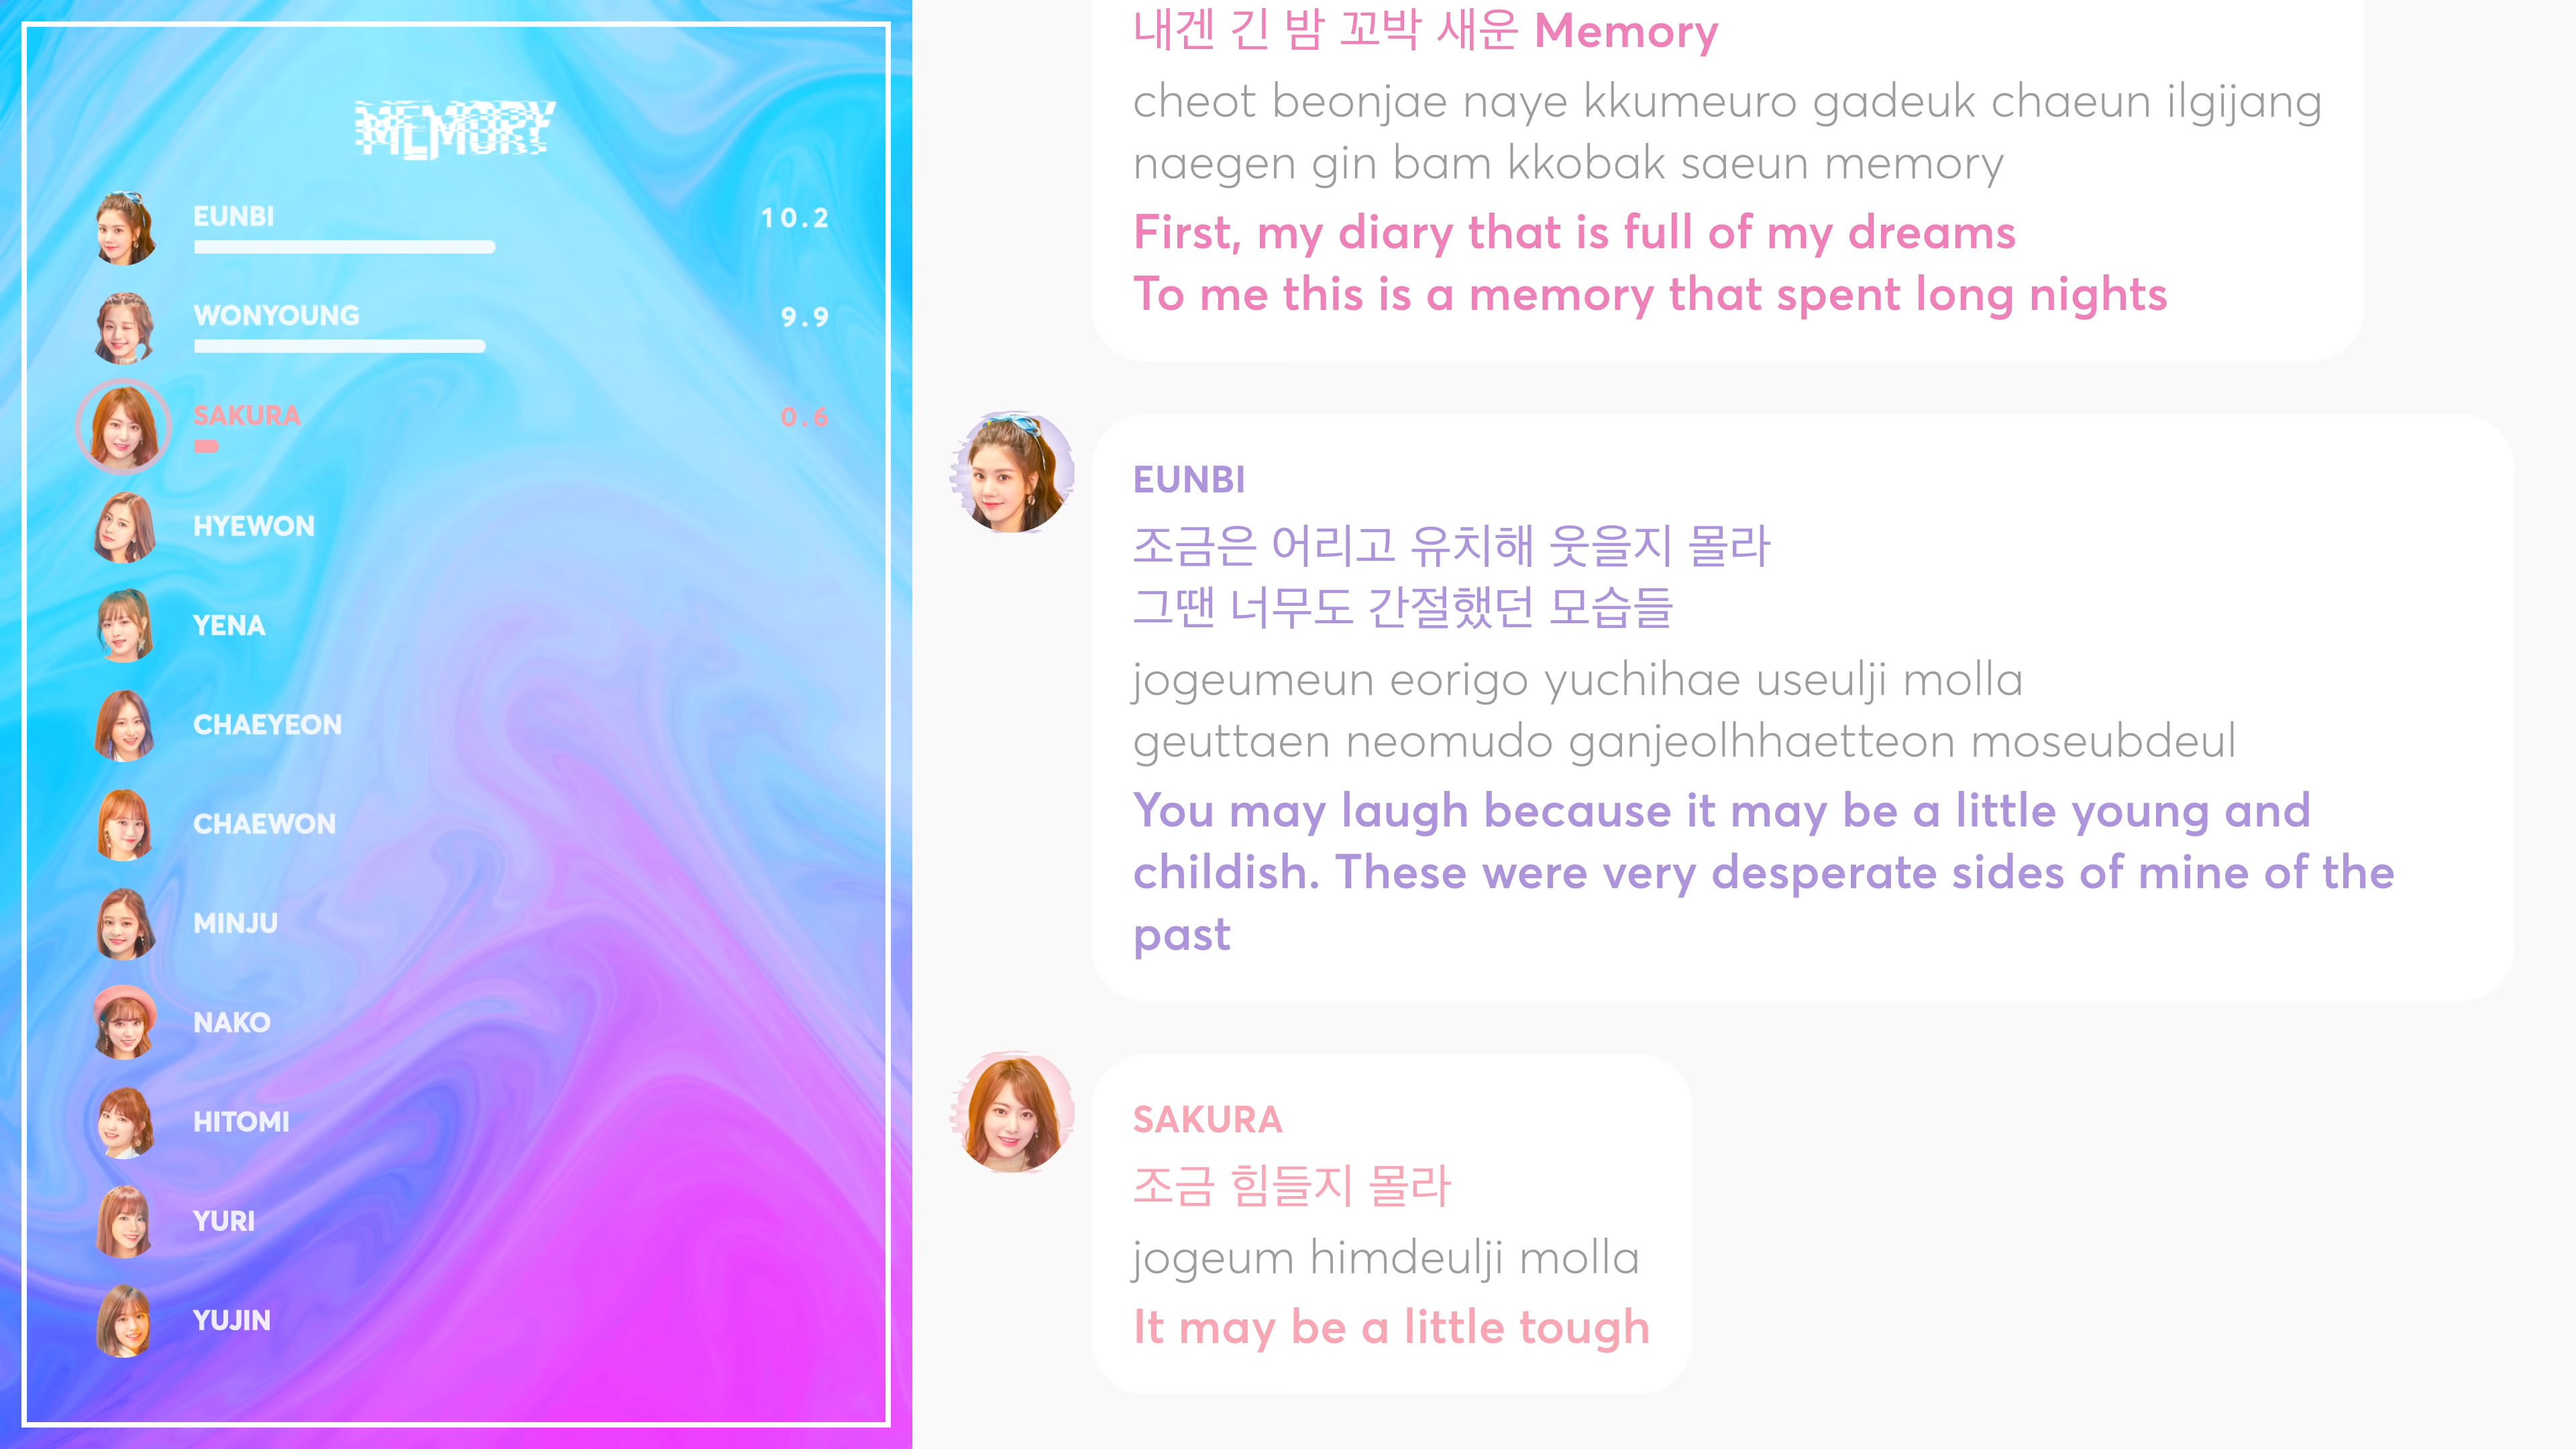 MEMORY
EUNBI
10.2
WONYOUNG
9.9
SAKURA
0.6
HYEWON
YENA
CHAEYEON
CHAEWON
MINJU
NAKO
HITOMI
YURI
YUJIN
내겐 긴 밤 꼬박 새운 Memory
cheot beonjae naye kkumeuro gadeuk chaeun ilgijang
naegen gin bam kkobak saeun memory
First, my diary that is full of my dreams
To me this is a memory that spent long nights
EUNBI
조금은 어리고 유치해 웃을지 몰라
그땐 너무도 간절했던 모습들
jogeumeun eorigo yuchihae useulji molla
geuttaen neomudo ganjeolhhaetteon moseubdeul
You may laugh because it may be a little young and
childish. These were very desperate sides of mine of the
past
SAKURA
조금 힘들지 몰라
jogeum himdeulji molla
It may be a little tough